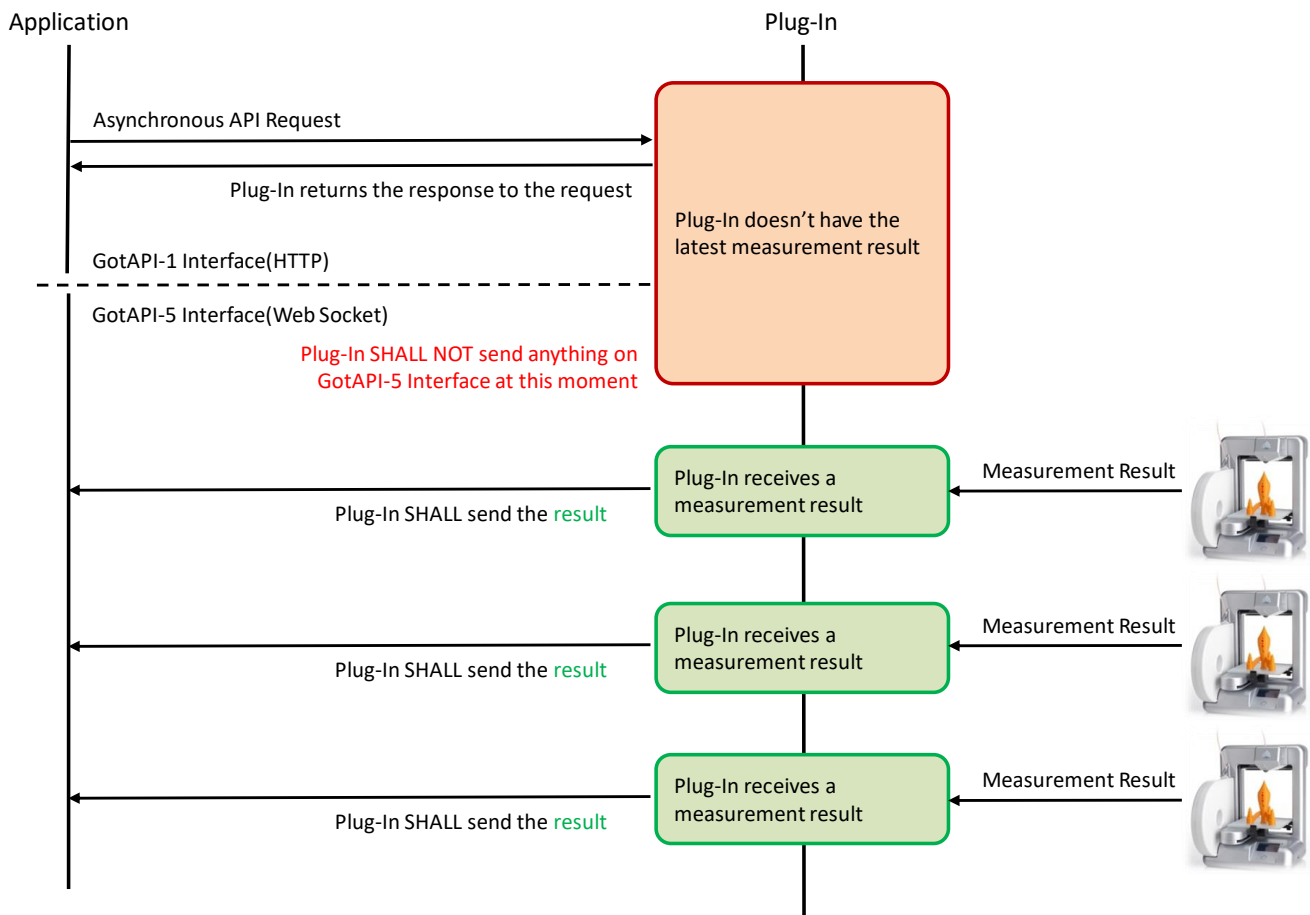 Application
Plug-In
Asynchronous API Request
Plug-In returns the response to the request
Plug-In doesn’t have the
latest measurement result
GotAPI-1 Interface(HTTP)
GotAPI-5 Interface(Web Socket)
Plug-In SHALL NOT send anything on
GotAPI-5 Interface at this moment
Plug-In receives a
measurement result
Measurement Result
Plug-In SHALL send the result
Plug-In receives a
measurement result
Measurement Result
Plug-In SHALL send the result
Plug-In receives a
measurement result
Measurement Result
Plug-In SHALL send the result